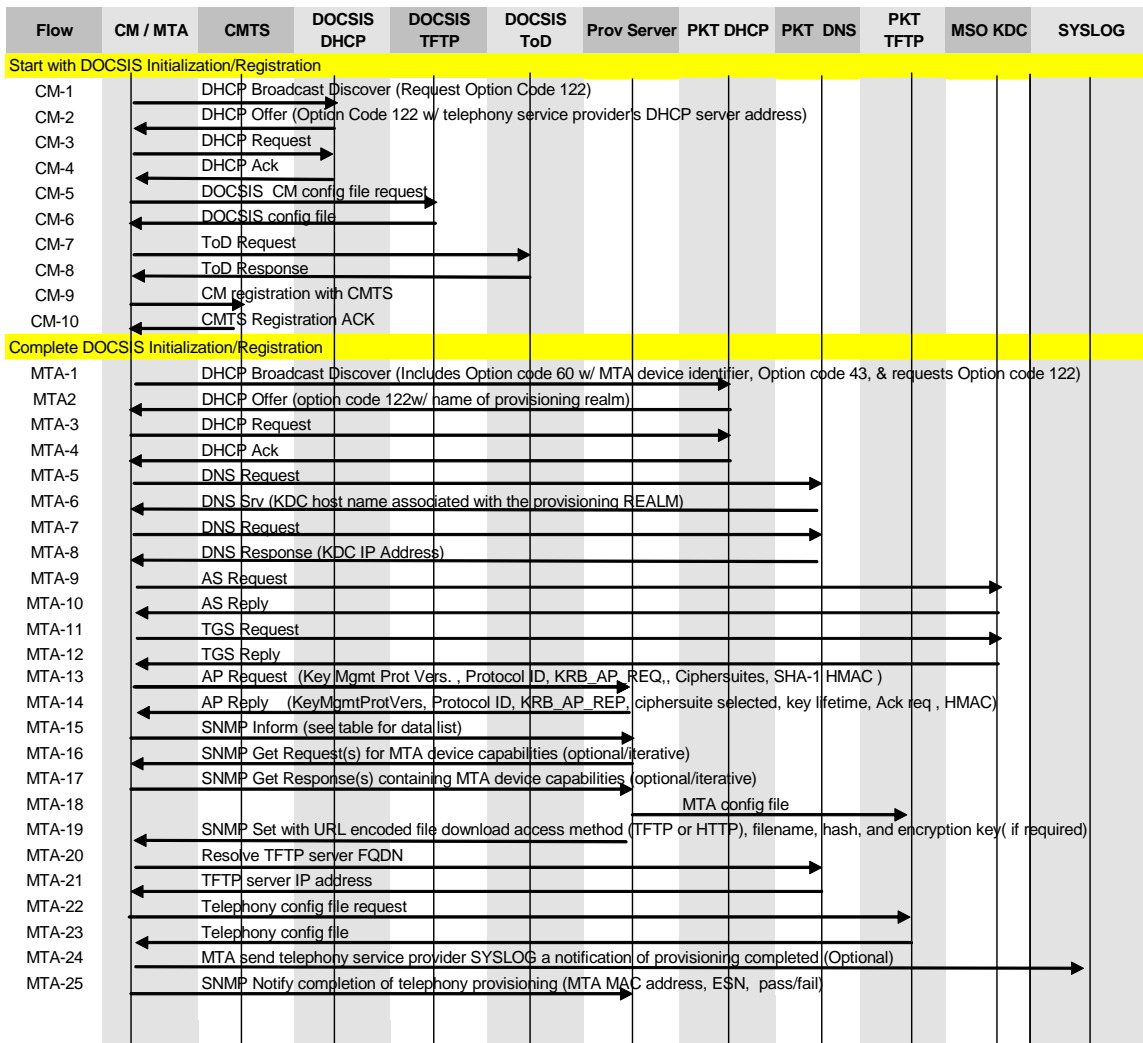 Flow CM / MTA CMTS DOCSIS DHCP DOCSIS TFTP DOCSIS ToD Prov Server PKT DHCP PKT DNS PKT TFTP MSO KDC SYSLOG
Start with DOCSIS Initialization/Registration
CM-1 DHCP Broadcast Discover (Request Option Code 122)
CM-2 DHCP Offer (Option Code 122 w/ telephony service provider's DHCP server address)
CM-3 DHCP Request
CM-4 DHCP Ack
CM-5 DOCSIS CM config file request
CM-6 DOCSIS config file
CM-7 ToD Request
CM-8 ToD Response
CM-9 CM registration with CMTS
CM-10 CMTS Registration ACK
Complete DOCSIS Initialization/Registration
MTA-1 DHCP Broadcast Discover (Includes Option code 60 w/ MTA device identifier, Option code 43, & requests Option code 122)
MTA2 DHCP Offer (option code 122w/ name of provisioning realm)
MTA-3 DHCP Request
MTA-4 DHCP Ack
MTA-5 DNS Request
MTA-6 DNS Srv (KDC host name associated with the provisioning REALM)
MTA-7 DNS Request
MTA-8 DNS Response (KDC IP Address)
MTA-9 AS Request
MTA-10 AS Reply
MTA-11 TGS Request
MTA-12 TGS Reply
MTA-13 AP Request (Key Mgmt Prot Vers. , Protocol ID, KRB_AP_REQ,, Ciphersuites, SHA-1 HMAC )
MTA-14 AP Reply (KeyMgmtProtVers, Protocol ID, KRB_AP_REP, ciphersuite selected, key lifetime, Ack req , HMAC)
MTA-15 SNMP Inform (see table for data list)
MTA-16 SNMP Get Request(s) for MTA device capabilities (optional/iterative)
MTA-17 SNMP Get Response(s) containing MTA device capabilities (optional/iterative)
MTA-18 MTA config file
MTA-19 SNMP Set with URL encoded file download access method (TFTP or HTTP), filename, hash, and encryption key( if required)
MTA-20 Resolve TFTP server FQDN
MTA-21 TFTP server IP address
MTA-22 Telephony config file request
MTA-23 Telephony config file
MTA-24 MTA send telephony service provider SYSLOG a notification of provisioning completed (Optional)
MTA-25 SNMP Notify completion of telephony provisioning (MTA MAC address, ESN, pass/fail)